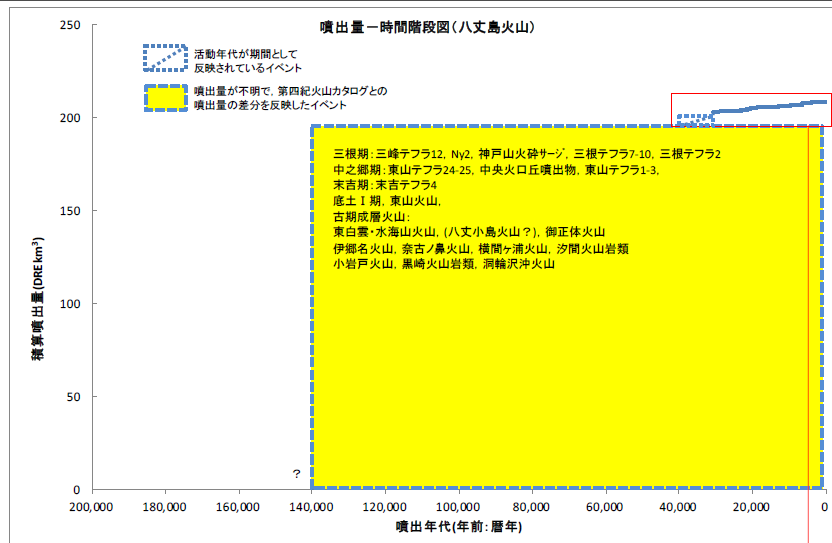 噴出量－時間階段図（八丈島火山）
活動年代が期間として
反映されているイベント
噴出量が不明で，第四紀火山カタログとの
噴出量の差分を反映したイベント
三根期：三峰テフラ12，Ny2，神戸山火砕ｻｰｼﾞ，三根テフラ7-10，三根テフラ2
中之郷期：東山テフラ24-25，中央火口丘噴出物，東山テフラ1-3，
末吉期：末吉テフラ4
底土Ⅰ期，東山火山，
古期成層火山：
東白雲・水海山火山，(八丈小島火山？)，御正体火山
伊郷名火山，奈古ノ鼻火山，横間ヶ浦火山，汐間火山岩類
小岩戸火山，黒崎火山岩類，洞輪沢沖火山
積算噴出量(DRE km³)
250
200
150
100
50
0
？
200,000 180,000 160,000 140,000 120,000 100,000 80,000 60,000 40,000 20,000 0
噴出年代(年前：暦年)